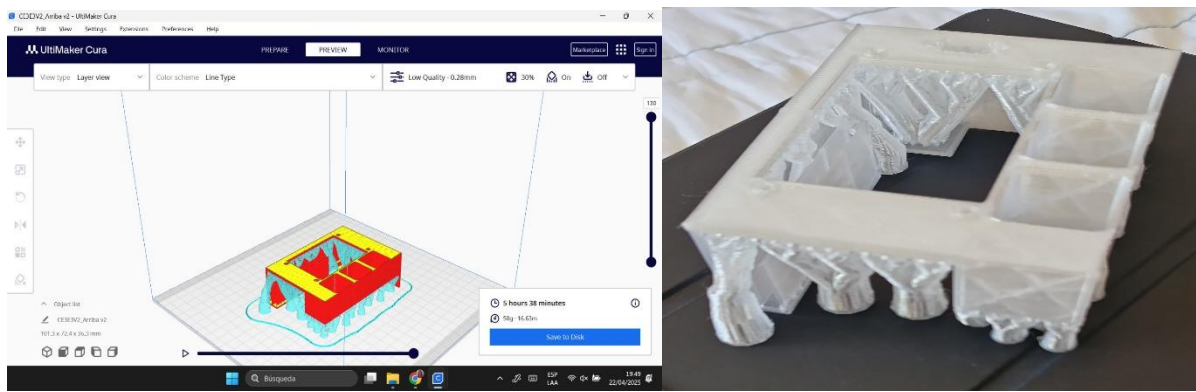 CE3E3V2_Arriba v2 - UltiMaker Cura
File Edit View Settings Extensions Preferences Help
UltiMaker Cura PREPARE PREVIEW MONITOR Marketplace Sign in
View type Layer view Color scheme Line Type Low Quality - 0.28mm 30% On Off
130
Object list
CE3E3V2_Arriba v2
101.3 x 72.4 x 36.3 mm
5 hours 38 minutes
50g · 16.63m
Save to Disk
Búsqueda
ESP
LAA
19:49
22/04/2025